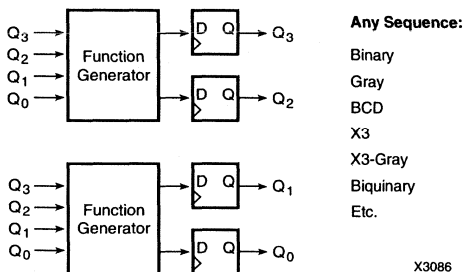 Q3
Q2
Q1
Q0
Function
Generator
D Q
Q3
D Q
Q2
Q3
Q2
Q1
Q0
Function
Generator
D Q
Q1
D Q
Q0
Any Sequence:
Binary
Gray
BCD
X3
X3-Gray
Biquinary
Etc.
X3086